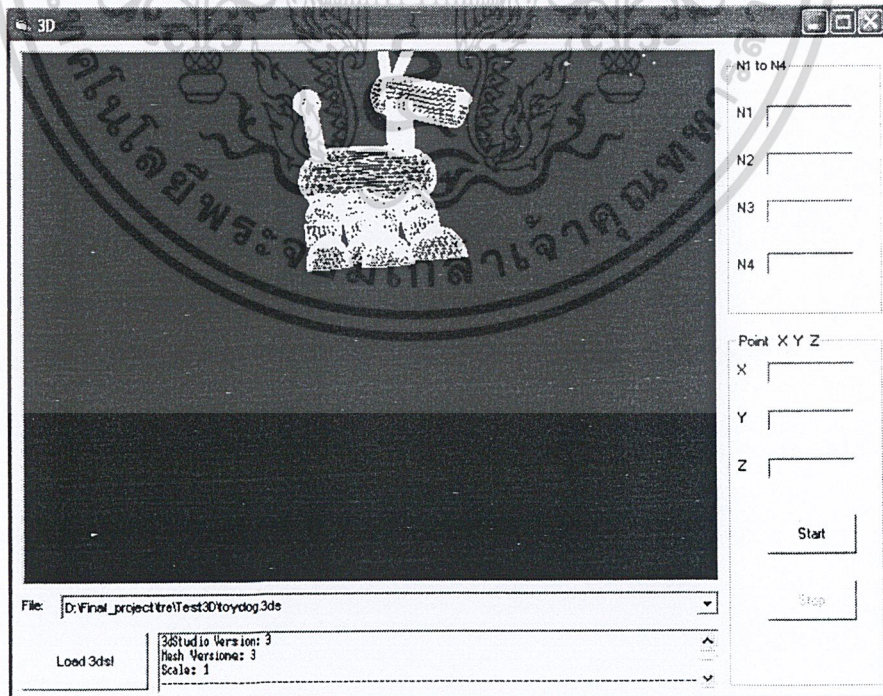 3D
N1 to N4
N1
N2
N3
N4
Point X Y Z
X
Y
Z
Start
Stop
File: D:\Final_project\tre\Test3D\toydog.3ds
Load 3ds!
3dStudio Version: 3
Mesh Versione: 3
Scale: 1